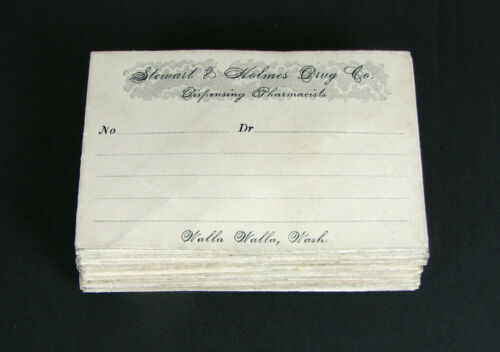 Stewart & Holmes Drug Co.
Dispensing Pharmacists
No Dr
Walla Walla, Wash.